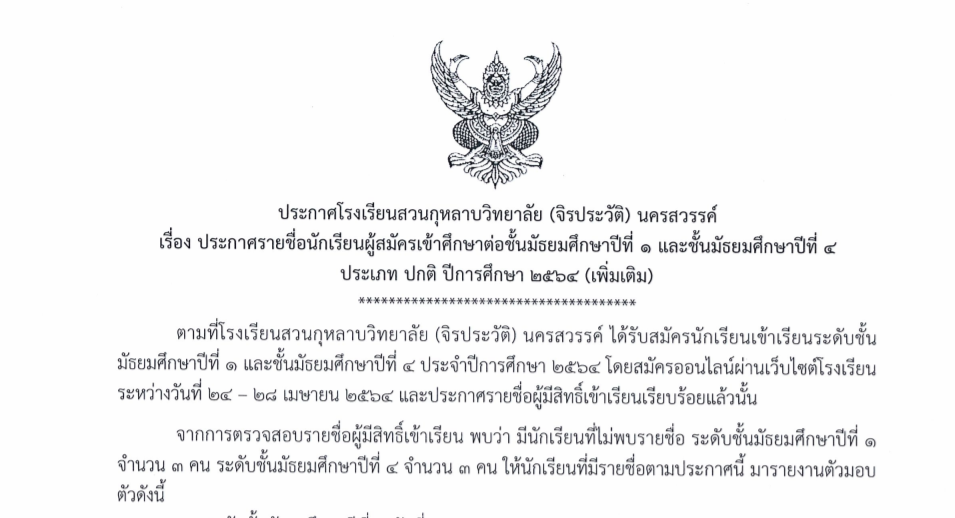 ประกาศโรงเรียนสวนกุหลาบวิทยาลัย (จิรประวัติ) นครสวรรค์
เรื่อง ประกาศรายชื่อนักเรียนผู้สมัครเข้าศึกษาต่อชั้นมัธยมศึกษาปีที่ ๑ และชั้นมัธยมศึกษาปีที่ ๔
ประเภท ปกติ ปีการศึกษา ๒๕๖๔ (เพิ่มเติม)
*************************************
ตามที่โรงเรียนสวนกุหลาบวิทยาลัย (จิรประวัติ) นครสวรรค์ ได้รับสมัครนักเรียนเข้าเรียนระดับชั้น
มัธยมศึกษาปีที่ ๑ และชั้นมัธยมศึกษาปีที่ ๔ ประจำปีการศึกษา ๒๕๖๔ โดยสมัครออนไลน์ผ่านเว็บไซต์โรงเรียน
ระหว่างวันที่ ๒๔ – ๒๘ เมษายน ๒๕๖๔ และประกาศรายชื่อผู้มีสิทธิ์เข้าเรียนเรียบร้อยแล้วนั้น
จากการตรวจสอบรายชื่อผู้มีสิทธิ์เข้าเรียน พบว่า มีนักเรียนที่ไม่พบรายชื่อ ระดับชั้นมัธยมศึกษาปีที่ ๑
จำนวน ๓ คน ระดับชั้นมัธยมศึกษาปีที่ ๔ จำนวน ๓ คน ให้นักเรียนที่มีรายชื่อตามประกาศนี้ มารายงานตัวมอบ
ตัวดังนี้